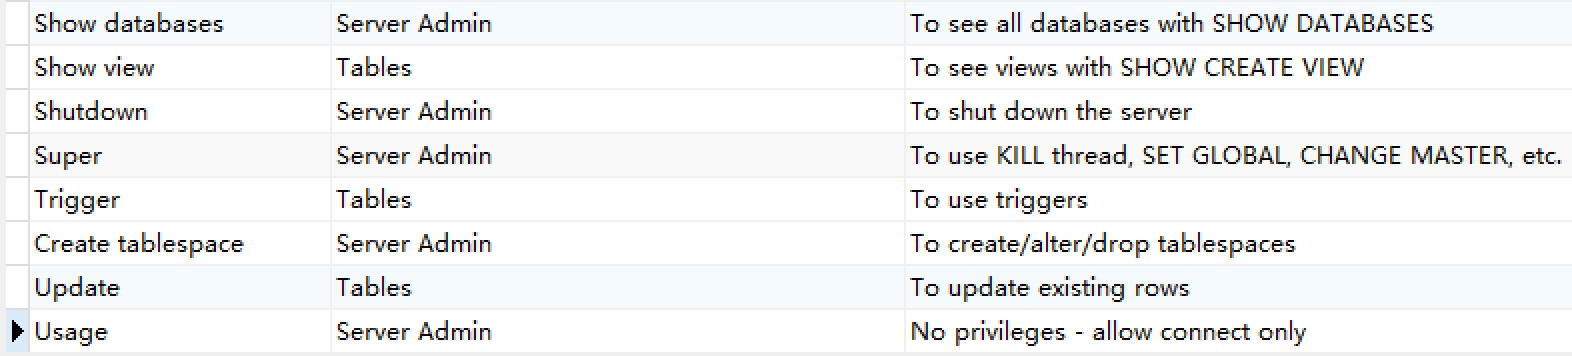 Show databases Server Admin To see all databases with SHOW DATABASES
Show view Tables To see views with SHOW CREATE VIEW
Shutdown Server Admin To shut down the server
Super Server Admin To use KILL thread, SET GLOBAL, CHANGE MASTER, etc.
Trigger Tables To use triggers
Create tablespace Server Admin To create/alter/drop tablespaces
Update Tables To update existing rows
Usage Server Admin No privileges - allow connect only